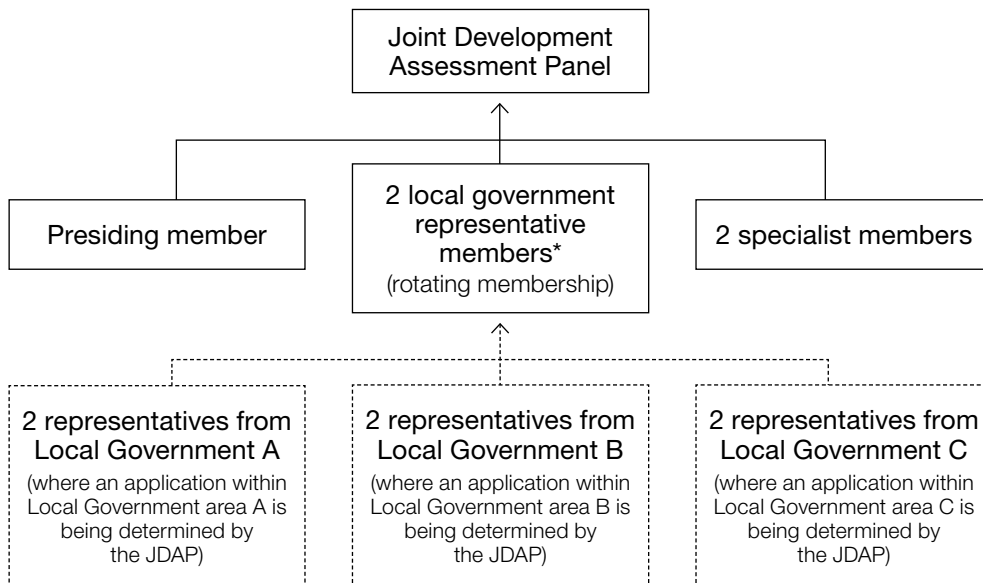 Joint Development
Assessment Panel
Presiding member
2 local government
representative
members*
(rotating membership)
2 specialist members
2 representatives from
Local Government A
(where an application within
Local Government area A is
being determined by
the JDAP)
2 representatives from
Local Government B
(where an application within
Local Government area B is
being determined by
the JDAP)
2 representatives from
Local Government C
(where an application within
Local Government area C is
being determined by
the JDAP)